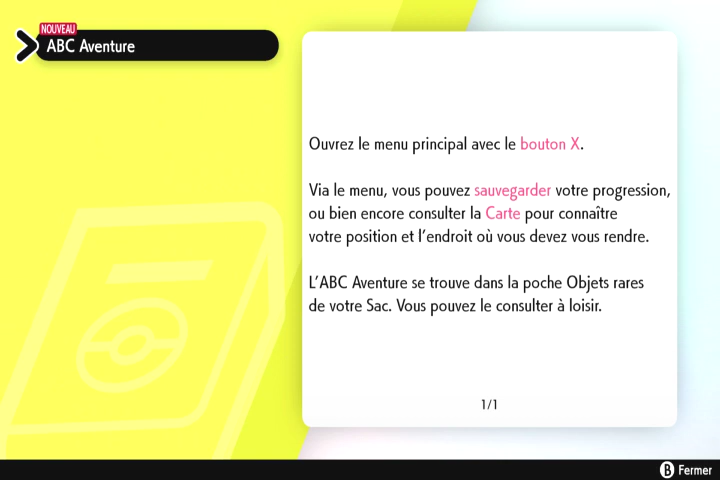 NOUVEAU
ABC Aventure
Ouvrez le menu principal avec le bouton X.
Via le menu, vous pouvez sauvegarder votre progression,
ou bien encore consulter la Carte pour connaître
votre position et l'endroit où vous devez vous rendre.
L'ABC Aventure se trouve dans la poche Objets rares
de votre Sac. Vous pouvez le consulter à loisir.
1/1
B Fermer